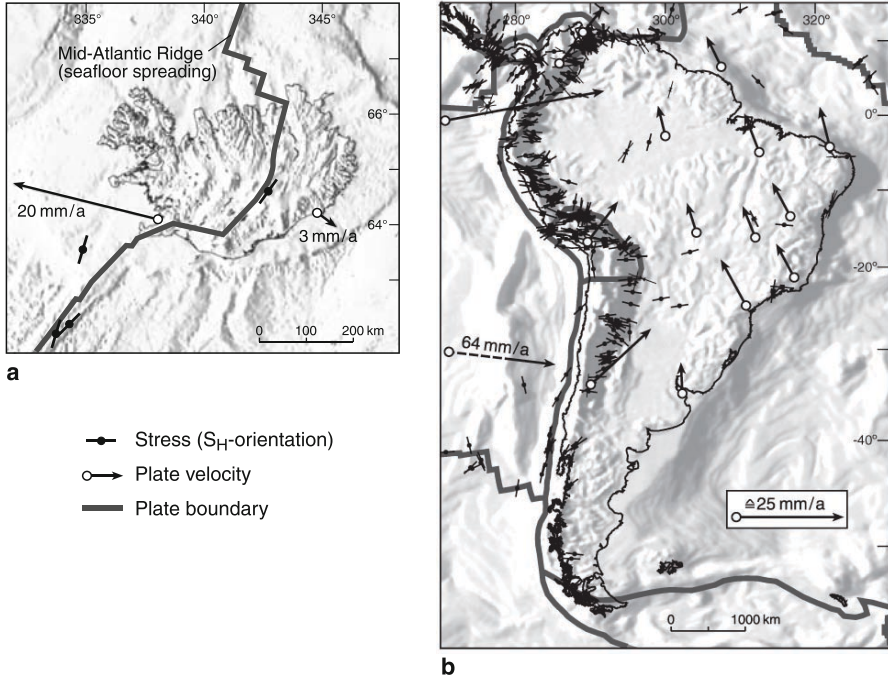 335°
340°
345°
Mid-Atlantic Ridge
(seafloor spreading)
66°
20 mm/a
3 mm/a
64°
0 100 200 km
a
Stress (SH-orientation)
Plate velocity
Plate boundary
280°
300°
320°
0°
-20°
64 mm/a
-40°
≙25 mm/a
0 1000 km
b